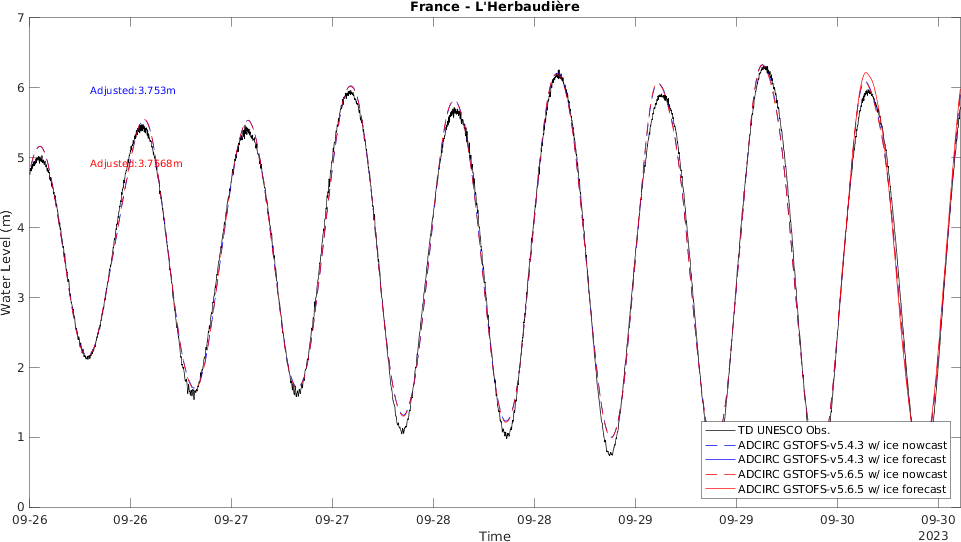 France - L'Herbaudière
7
6
5
4
3
2
1
0
Water Level (m)
Adjusted:3.753m
Adjusted:3.7568m
TD UNESCO Obs.
ADCIRC GSTOFS-v5.4.3 w/ ice nowcast
ADCIRC GSTOFS-v5.4.3 w/ ice forecast
ADCIRC GSTOFS-v5.6.5 w/ ice nowcast
ADCIRC GSTOFS-v5.6.5 w/ ice forecast
09-26 09-26 09-27 09-27 09-28 09-28 09-29 09-29 09-30 09-30
Time
2023